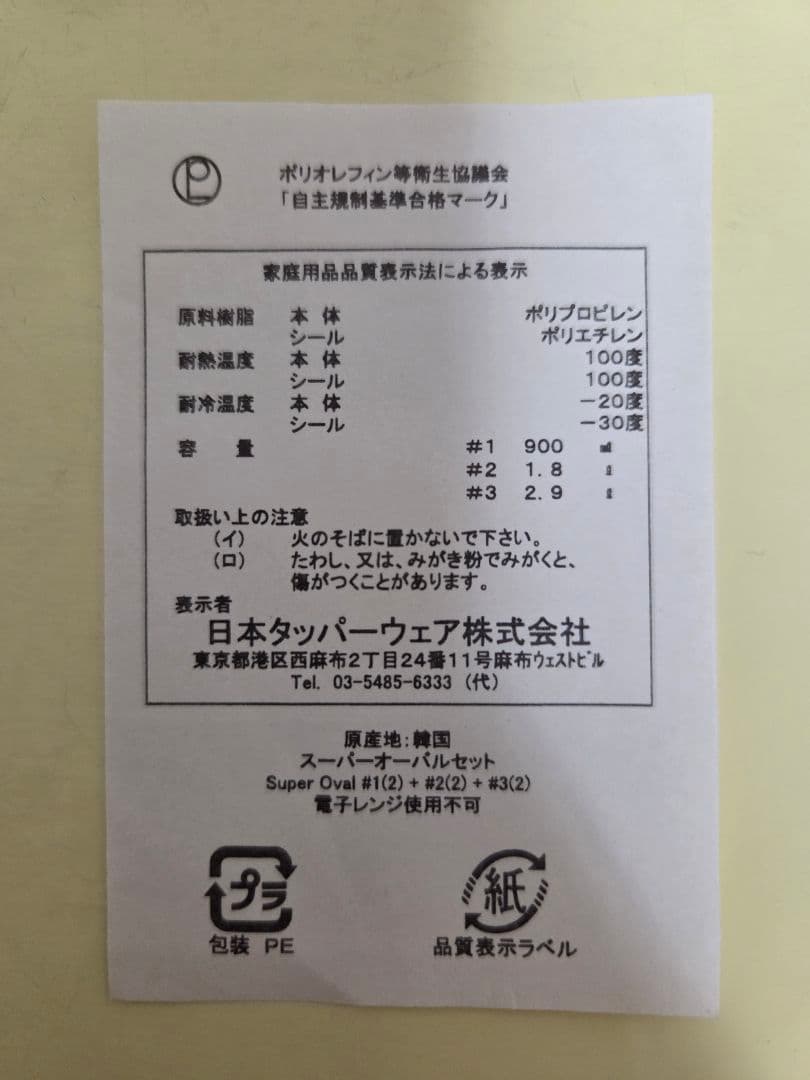 ポリオレフィン等衛生協議会
「自主規制基準合格マーク」
家庭用品品質表示法による表示
原料樹脂 本体 ポリプロピレン
シール ポリエチレン
耐熱温度 本体 100度
シール 100度
耐冷温度 本体 －20度
シール －30度
容量 #1 900 ㎖
#2 1.8 ℓ
#3 2.9 ℓ
取扱い上の注意
（イ） 火のそばに置かないで下さい。
（ロ） たわし、又は、みがき粉でみがくと、
傷がつくことがあります。
表示者
日本タッパーウェア株式会社
東京都港区西麻布2丁目24番11号麻布ｳｪｽﾄﾋﾞﾙ
Tel. 03-5485-6333（代）
原産地：韓国
スーパーオーバルセット
Super Oval #1(2) + #2(2) + #3(2)
電子レンジ使用不可
プラ 紙
包装 PE 品質表示ラベル